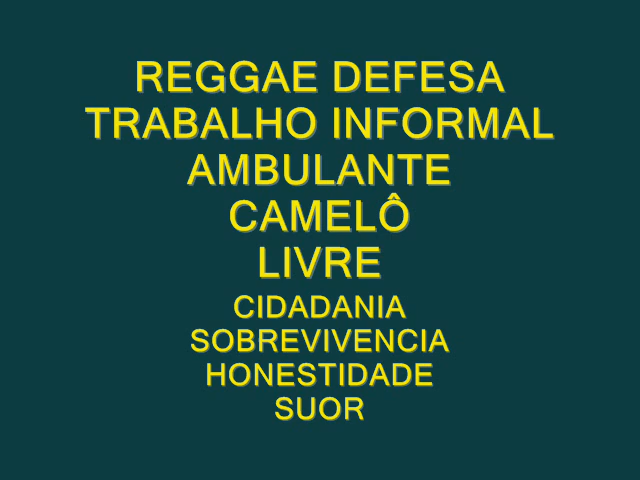 REGGAE DEFESA
TRABALHO INFORMAL
AMBULANTE
CAMELÔ
LIVRE
CIDADANIA
SOBREVIVENCIA
HONESTIDADE
SUOR